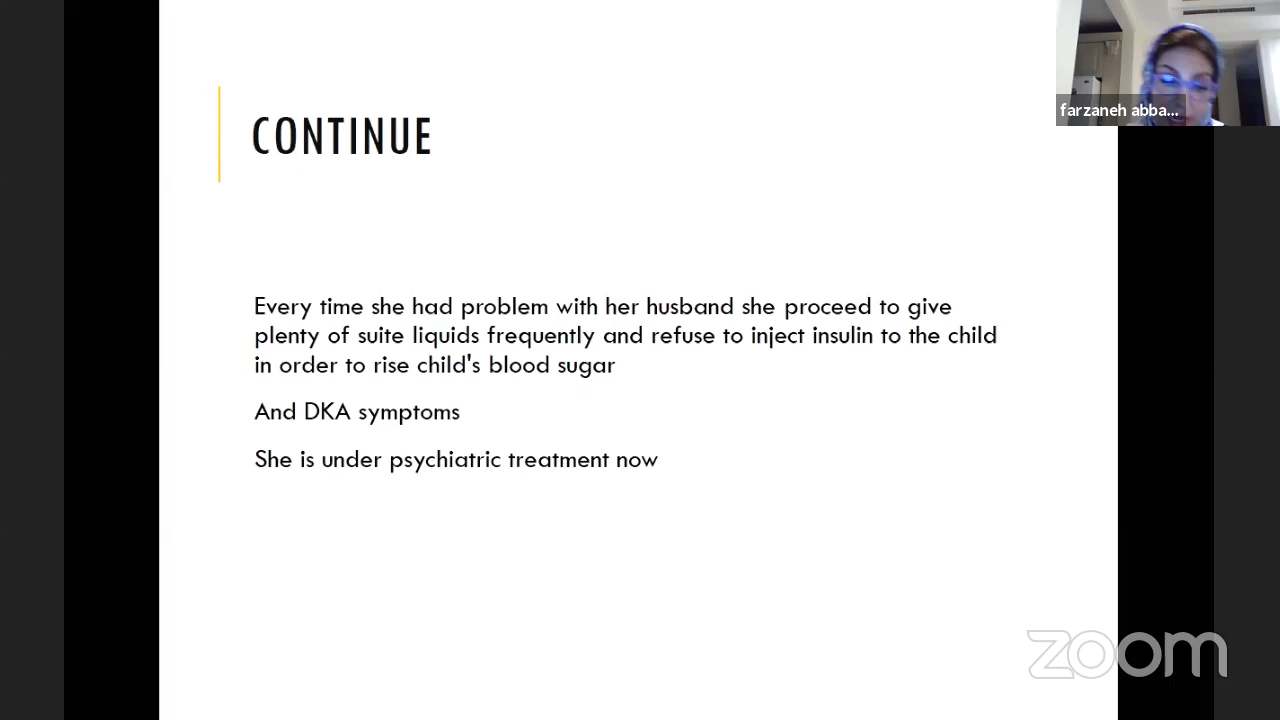 CONTINUE
farzaneh abba...
Every time she had problem with her husband she proceed to give
plenty of suite liquids frequently and refuse to inject insulin to the child
in order to rise child's blood sugar
And DKA symptoms
She is under psychiatric treatment now
zoom